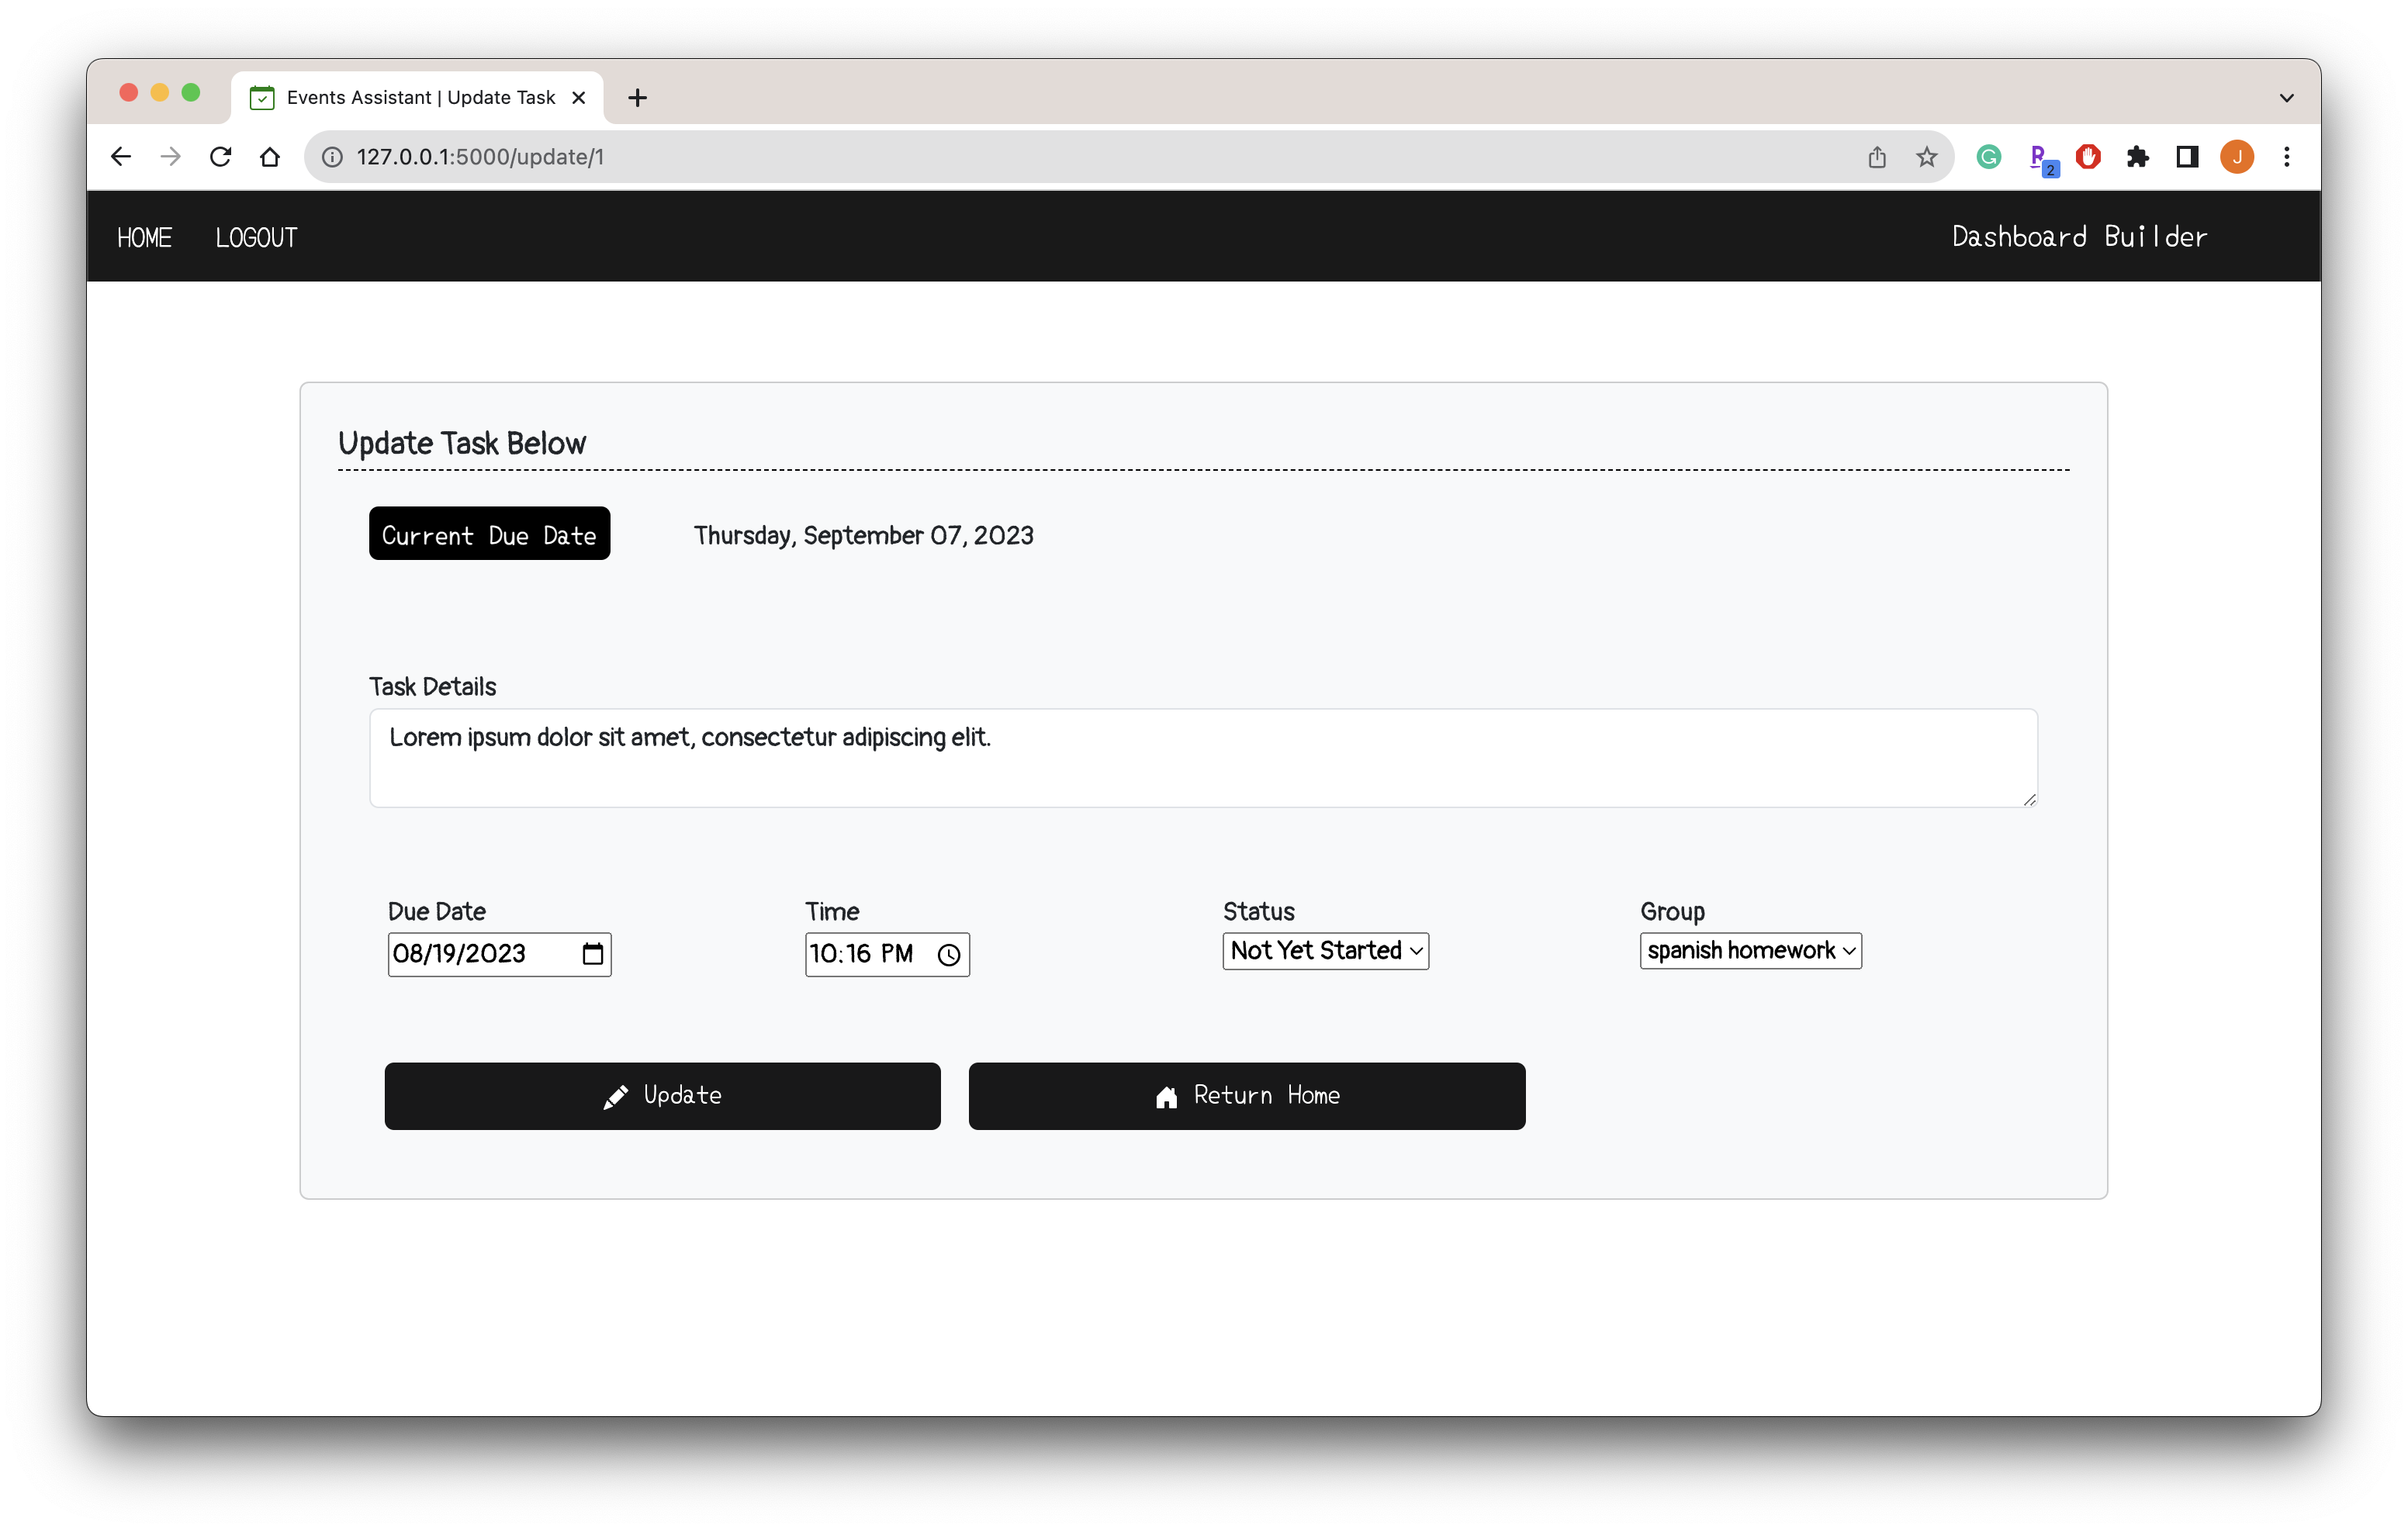 Events Assistant | Update Task
127.0.0.1:5000/update/1
2
J
HOME LOGOUT Dashboard Builder
Update Task Below
Current Due Date Thursday, September 07, 2023
Task Details
Lorem ipsum dolor sit amet, consectetur adipiscing elit.
Due Date Time Status Group
08/19/2023 10:16 PM Not Yet Started spanish homework
Update Return Home